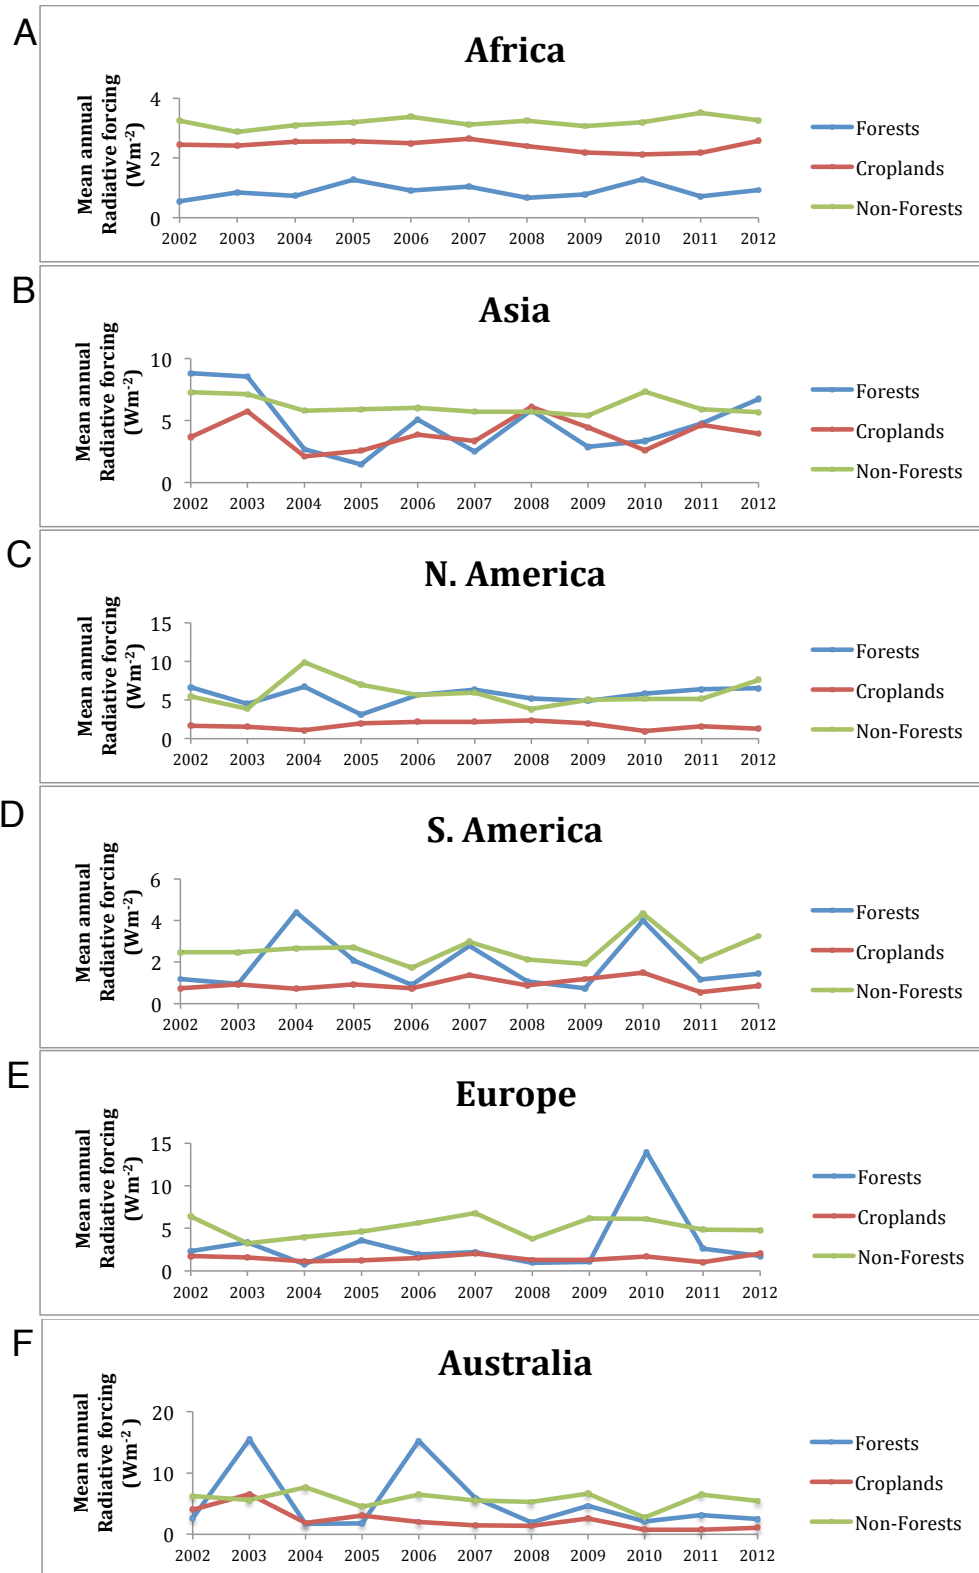 A
Africa
Mean annual
Radiative forcing
(Wm-2)
4
2
0
2002 2003 2004 2005 2006 2007 2008 2009 2010 2011 2012
Forests
Croplands
Non-Forests
B
Asia
Mean annual
Radiative forcing
(Wm-2)
10
5
0
2002 2003 2004 2005 2006 2007 2008 2009 2010 2011 2012
Forests
Croplands
Non-Forests
C
N. America
Mean annual
Radiative forcing
(Wm-2)
15
10
5
0
2002 2003 2004 2005 2006 2007 2008 2009 2010 2011 2012
Forests
Croplands
Non-Forests
D
S. America
Mean annual
Radiative forcing
(Wm-2)
6
4
2
0
2002 2003 2004 2005 2006 2007 2008 2009 2010 2011 2012
Forests
Croplands
Non-Forests
E
Europe
Mean annual
Radiative forcing
(Wm-2)
15
10
5
0
2002 2003 2004 2005 2006 2007 2008 2009 2010 2011 2012
Forests
Croplands
Non-Forests
F
Australia
Mean annual
Radiative forcing
(Wm-2 )
20
10
0
2002 2003 2004 2005 2006 2007 2008 2009 2010 2011 2012
Forests
Croplands
Non-Forests